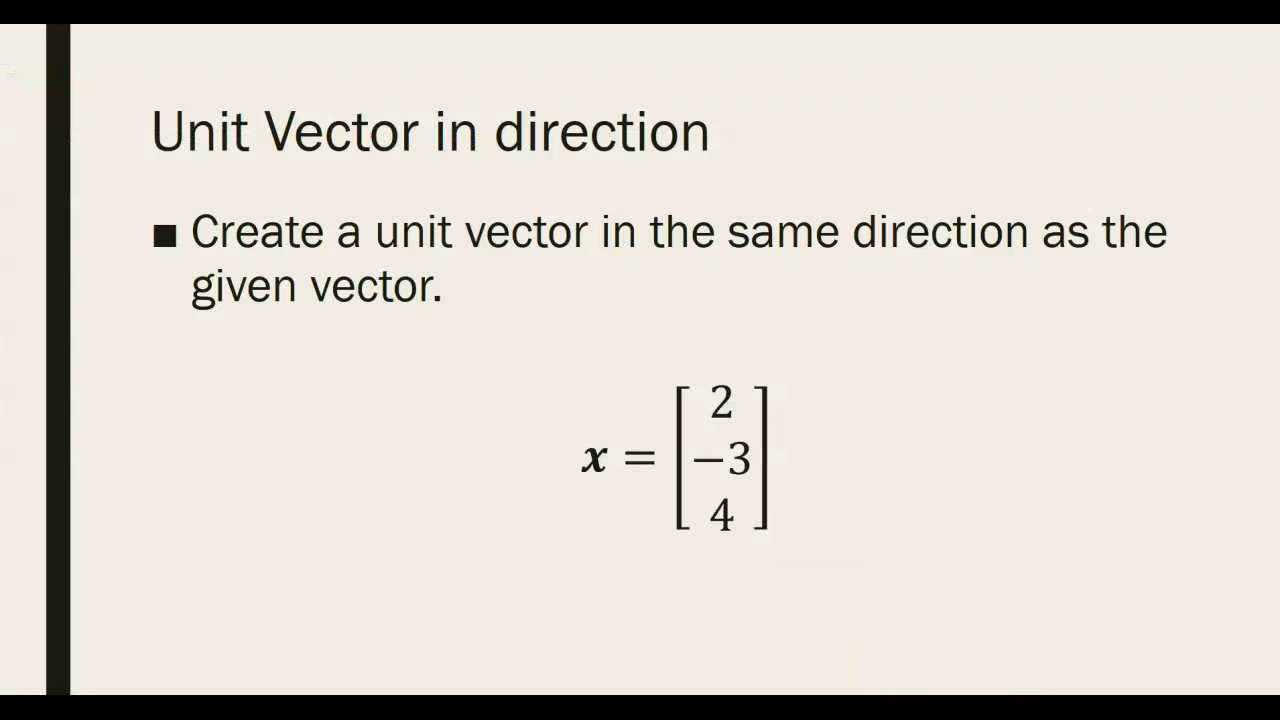 Unit Vector in direction
■ Create a unit vector in the same direction as the
given vector.
2
x = −3
4